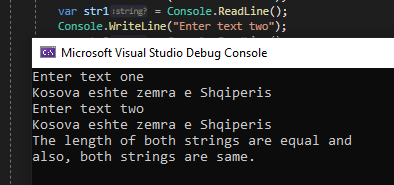 var str1:string? = Console.ReadLine();
Console.WriteLine("Enter text two");
Microsoft Visual Studio Debug Console
Enter text one
Kosova eshte zemra e Shqiperis
Enter text two
Kosova eshte zemra e Shqiperis
The length of both strings are equal and
also, both strings are same.